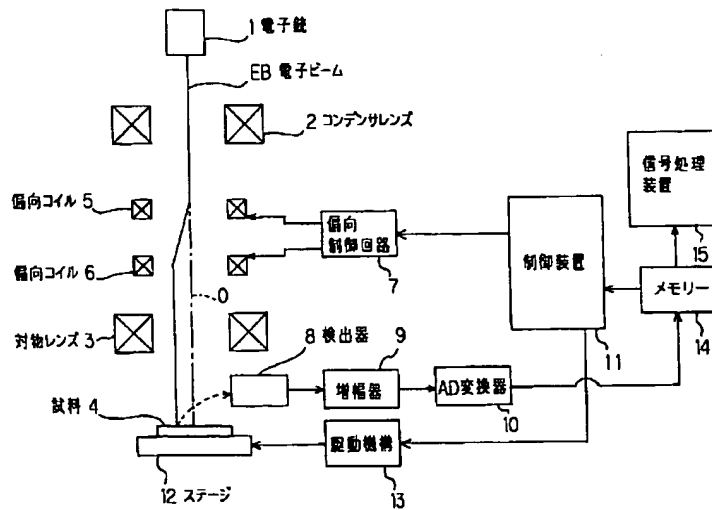 1 電子銃
EB 電子ビーム
2 コンデンサレンズ
信号処理
装置
15
偏向コイル 5
偏向
制御回路
7
制御装置
11
偏向コイル 6
メモリー
14
O
対物レンズ 3
8 検出器
9
増幅器
AD変換器
10
試料 4
駆動機構
13
12 ステージ